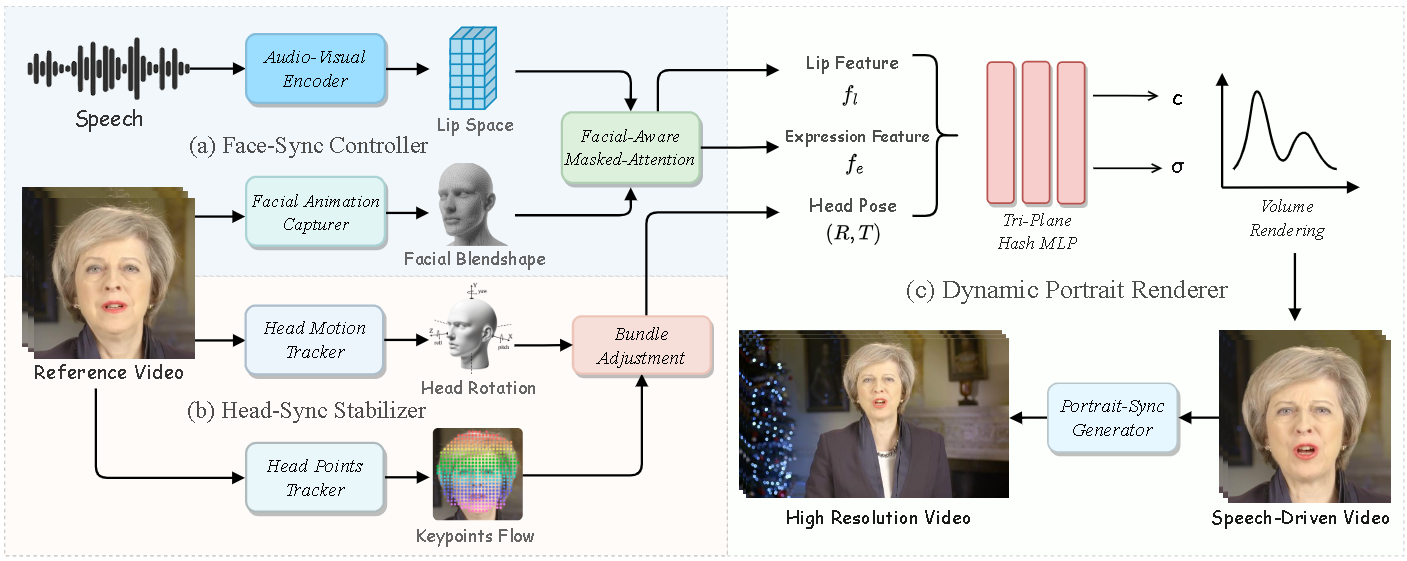 Speech
Audio-Visual
Encoder
Lip Space
(a) Face-Sync Controller
Facial-Aware
Masked-Attention
Facial Animation
Capturer
Facial Blendshape
Reference Video
Head Motion
Tracker
Y
yaw
Z
roll
X
pitch
Head Rotation
Bundle
Adjustment
(b) Head-Sync Stabilizer
Head Points
Tracker
Keypoints Flow
Lip Feature
f_l
Expression Feature
f_e
Head Pose
(R, T)
Tri-Plane
Hash MLP
c
σ
Volume
Rendering
(c) Dynamic Portrait Renderer
High Resolution Video
Portrait-Sync
Generator
Speech-Driven Video